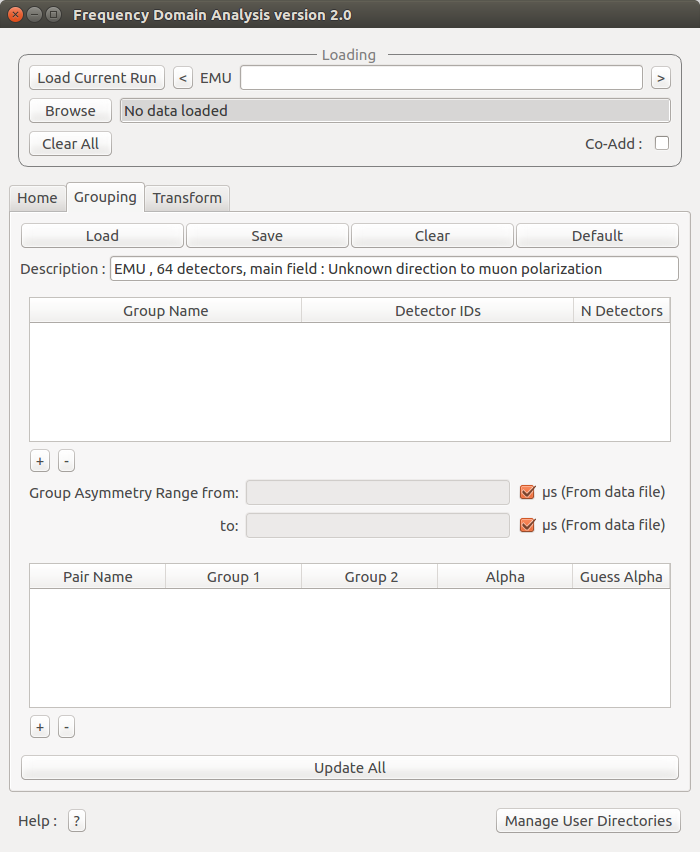 Frequency Domain Analysis version 2.0
Loading
Load Current Run < EMU >
Browse No data loaded
Clear All Co-Add :
Home Grouping Transform
Load Save Clear Default
Description : EMU , 64 detectors, main field : Unknown direction to muon polarization
Group Name Detector IDs N Detectors
+ -
Group Asymmetry Range from: µs (From data file)
to: µs (From data file)
Pair Name Group 1 Group 2 Alpha Guess Alpha
+ -
Update All
Help : ? Manage User Directories